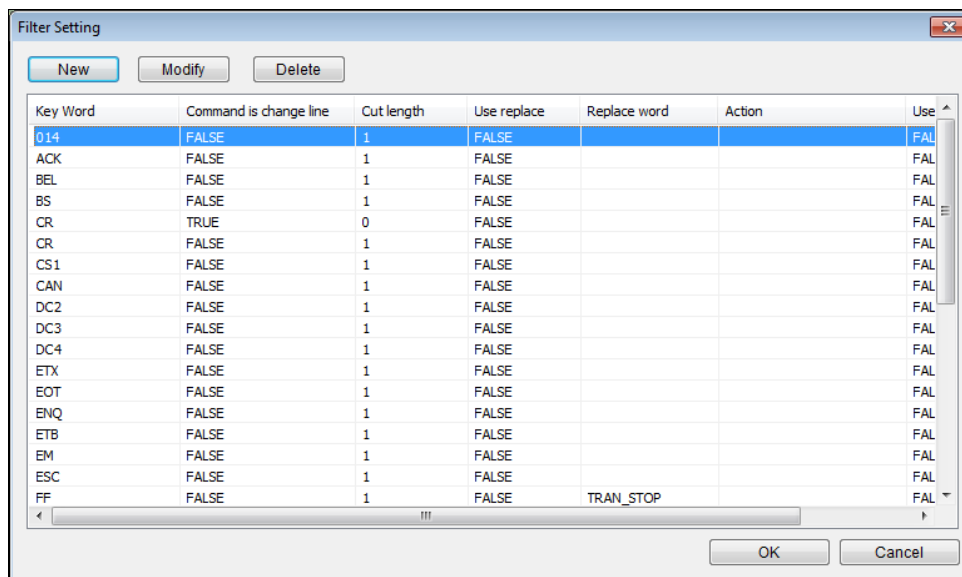 Filter Setting
New Modify Delete
Key Word Command is change line Cut length Use replace Replace word Action Use
014 FALSE 1 FALSE FAL
ACK FALSE 1 FALSE FAL
BEL FALSE 1 FALSE FAL
BS FALSE 1 FALSE FAL
CR TRUE 0 FALSE FAL
CR FALSE 1 FALSE FAL
CS1 FALSE 1 FALSE FAL
CAN FALSE 1 FALSE FAL
DC2 FALSE 1 FALSE FAL
DC3 FALSE 1 FALSE FAL
DC4 FALSE 1 FALSE FAL
ETX FALSE 1 FALSE FAL
EOT FALSE 1 FALSE FAL
ENQ FALSE 1 FALSE FAL
ETB FALSE 1 FALSE FAL
EM FALSE 1 FALSE FAL
ESC FALSE 1 FALSE FAL
FF FALSE 1 FALSE TRAN_STOP FAL
OK Cancel